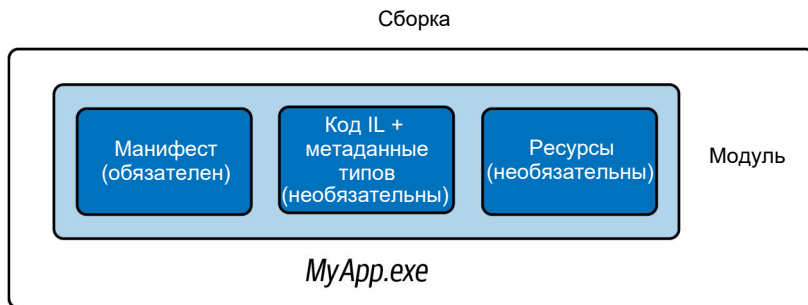 Сборка
Манифест
(обязателен)
Код IL +
метаданные
типов
(необязательны)
Ресурсы
(необязательны)
Модуль
MyApp.exe